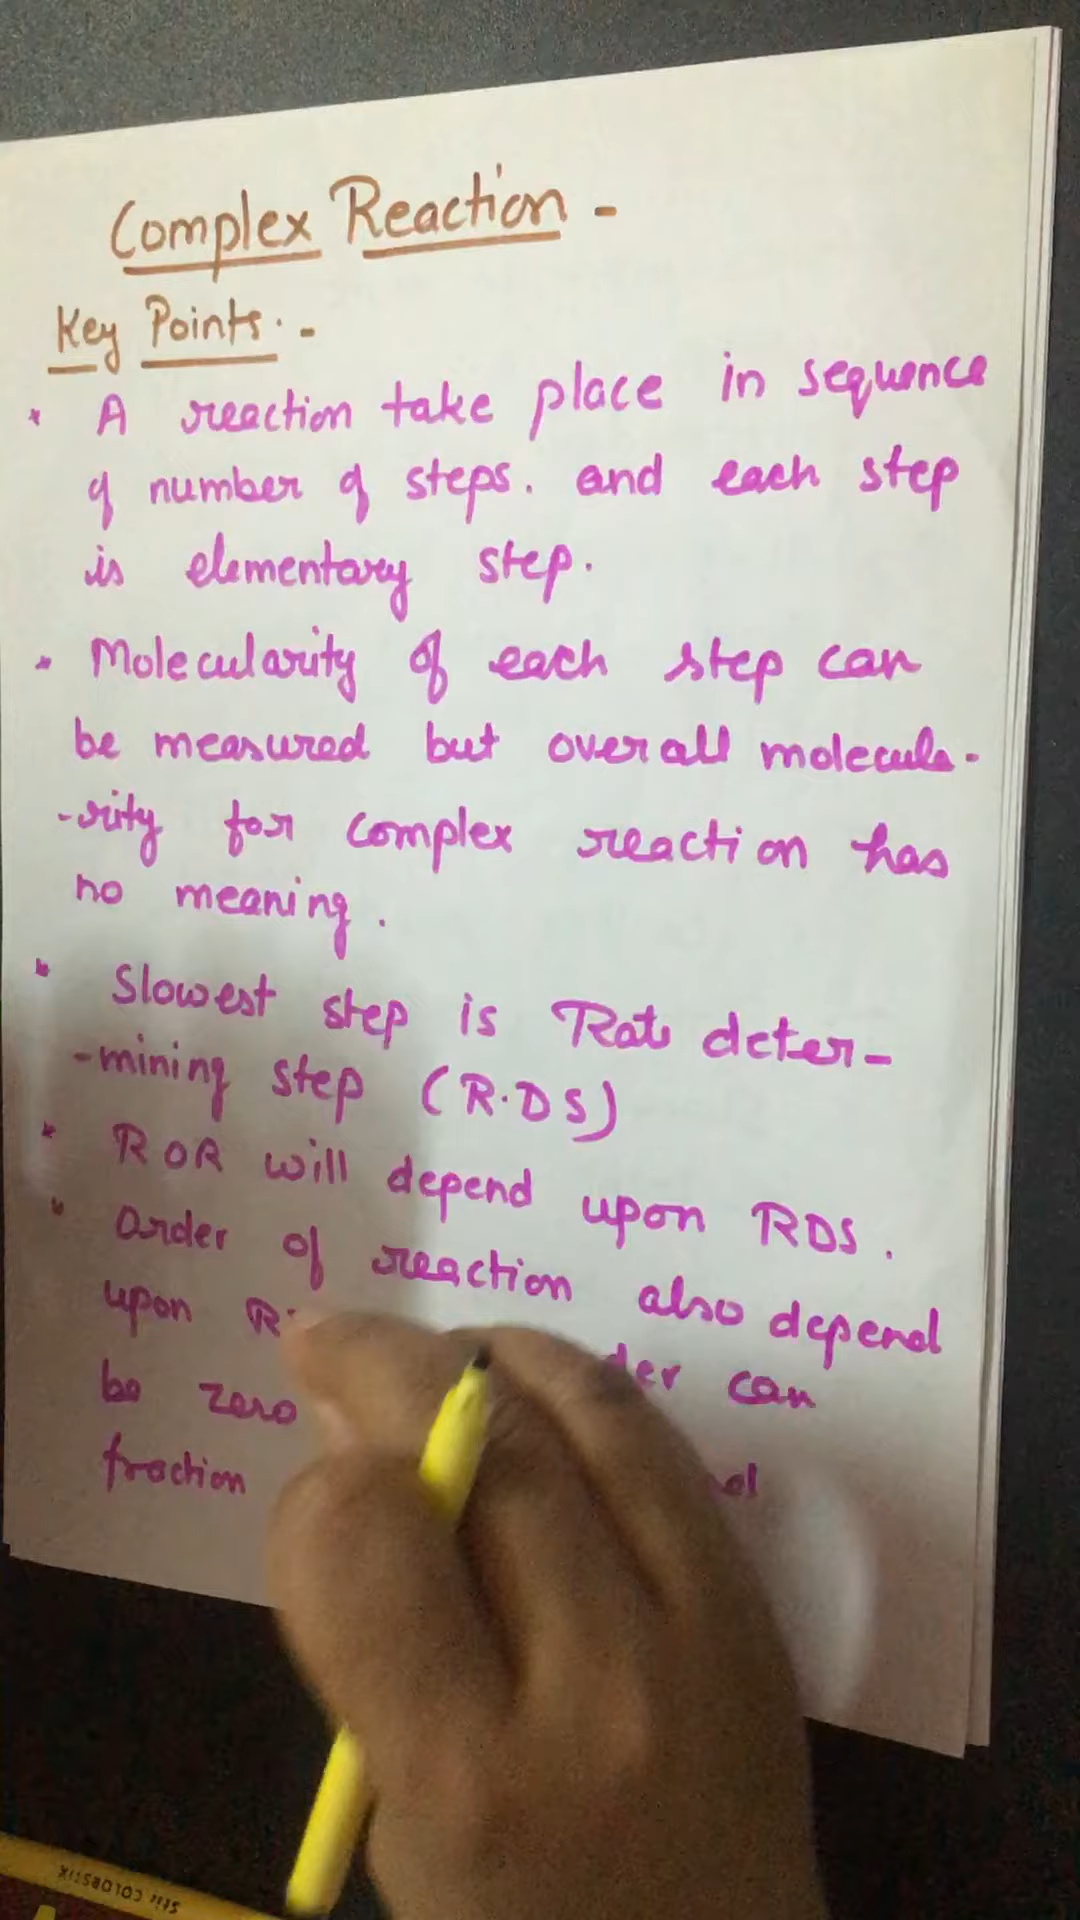 Complex Reaction -
Key Points. -
* A reaction take place in sequence
of number of steps. and each step
is elementary step.
* Molecularity of each step can
be measured but overall molecula-
-rity for complex reaction has
no meaning.
* Slowest step is Rate deter-
-mining step (R.DS)
* ROR will depend upon RDS.
* Order of reaction also depend
upon can
be zero
fraction
Stic COLORSTIX